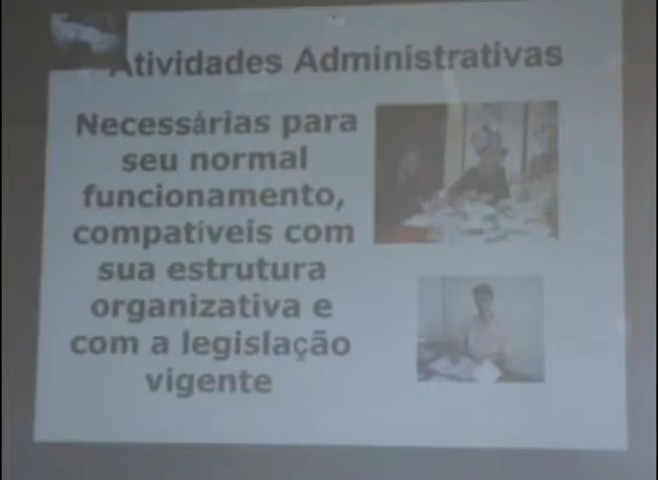 Atividades Administrativas
Necessárias para
seu normal
funcionamento,
compatíveis com
sua estrutura
organizativa e
com a legislação
vigente